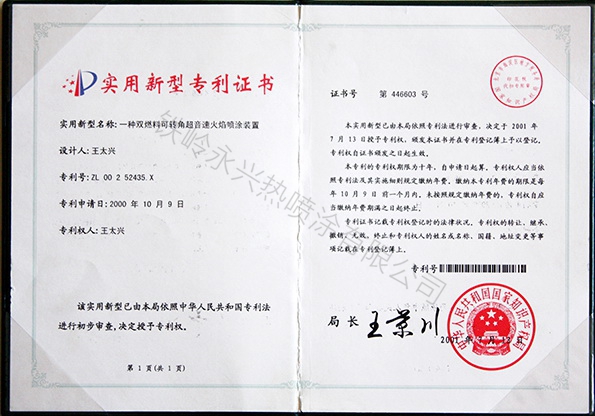 实用新型专利证书
实用新型名称:一种双燃料可转角超音速火焰喷涂装置
设计人:王太兴
专利号:ZL 00 2 52435.X
专利申请日:2000 年 10 月 9 日
专利权人:王太兴
该实用新型已由本局依照中华人民共和国专利法
进行初步审查,决定授予专利权。
第 1 页(共 1 页)
证书号 第 446603 号
本实用新型已由本局依照专利法进行审查,决定于 2001 年
7 月 13 日授予专利权,颁发本证书并在专利登记簿上予以登记,
专利权自证书颁发之日起生效。
本专利的专利权期限为十年,自申请日起算。专利权人应当依
照专利法及其实施细则规定缴纳年费。缴纳本专利年费的期限是每
年 10 月 9 日前一个月内。未按照规定缴纳年费的,专利权自应
当缴纳年费期满之日起终止。
专利证书记载专利权登记时的法律状况。专利权的转让、继承、
撤销、无效、终止和专利权人的姓名或名称、国籍、地址变更等事
项记载在专利登记簿上。
专利号
局长 王景川
中华人民共和国国家知识产权局
铁岭永兴热喷涂有限公司